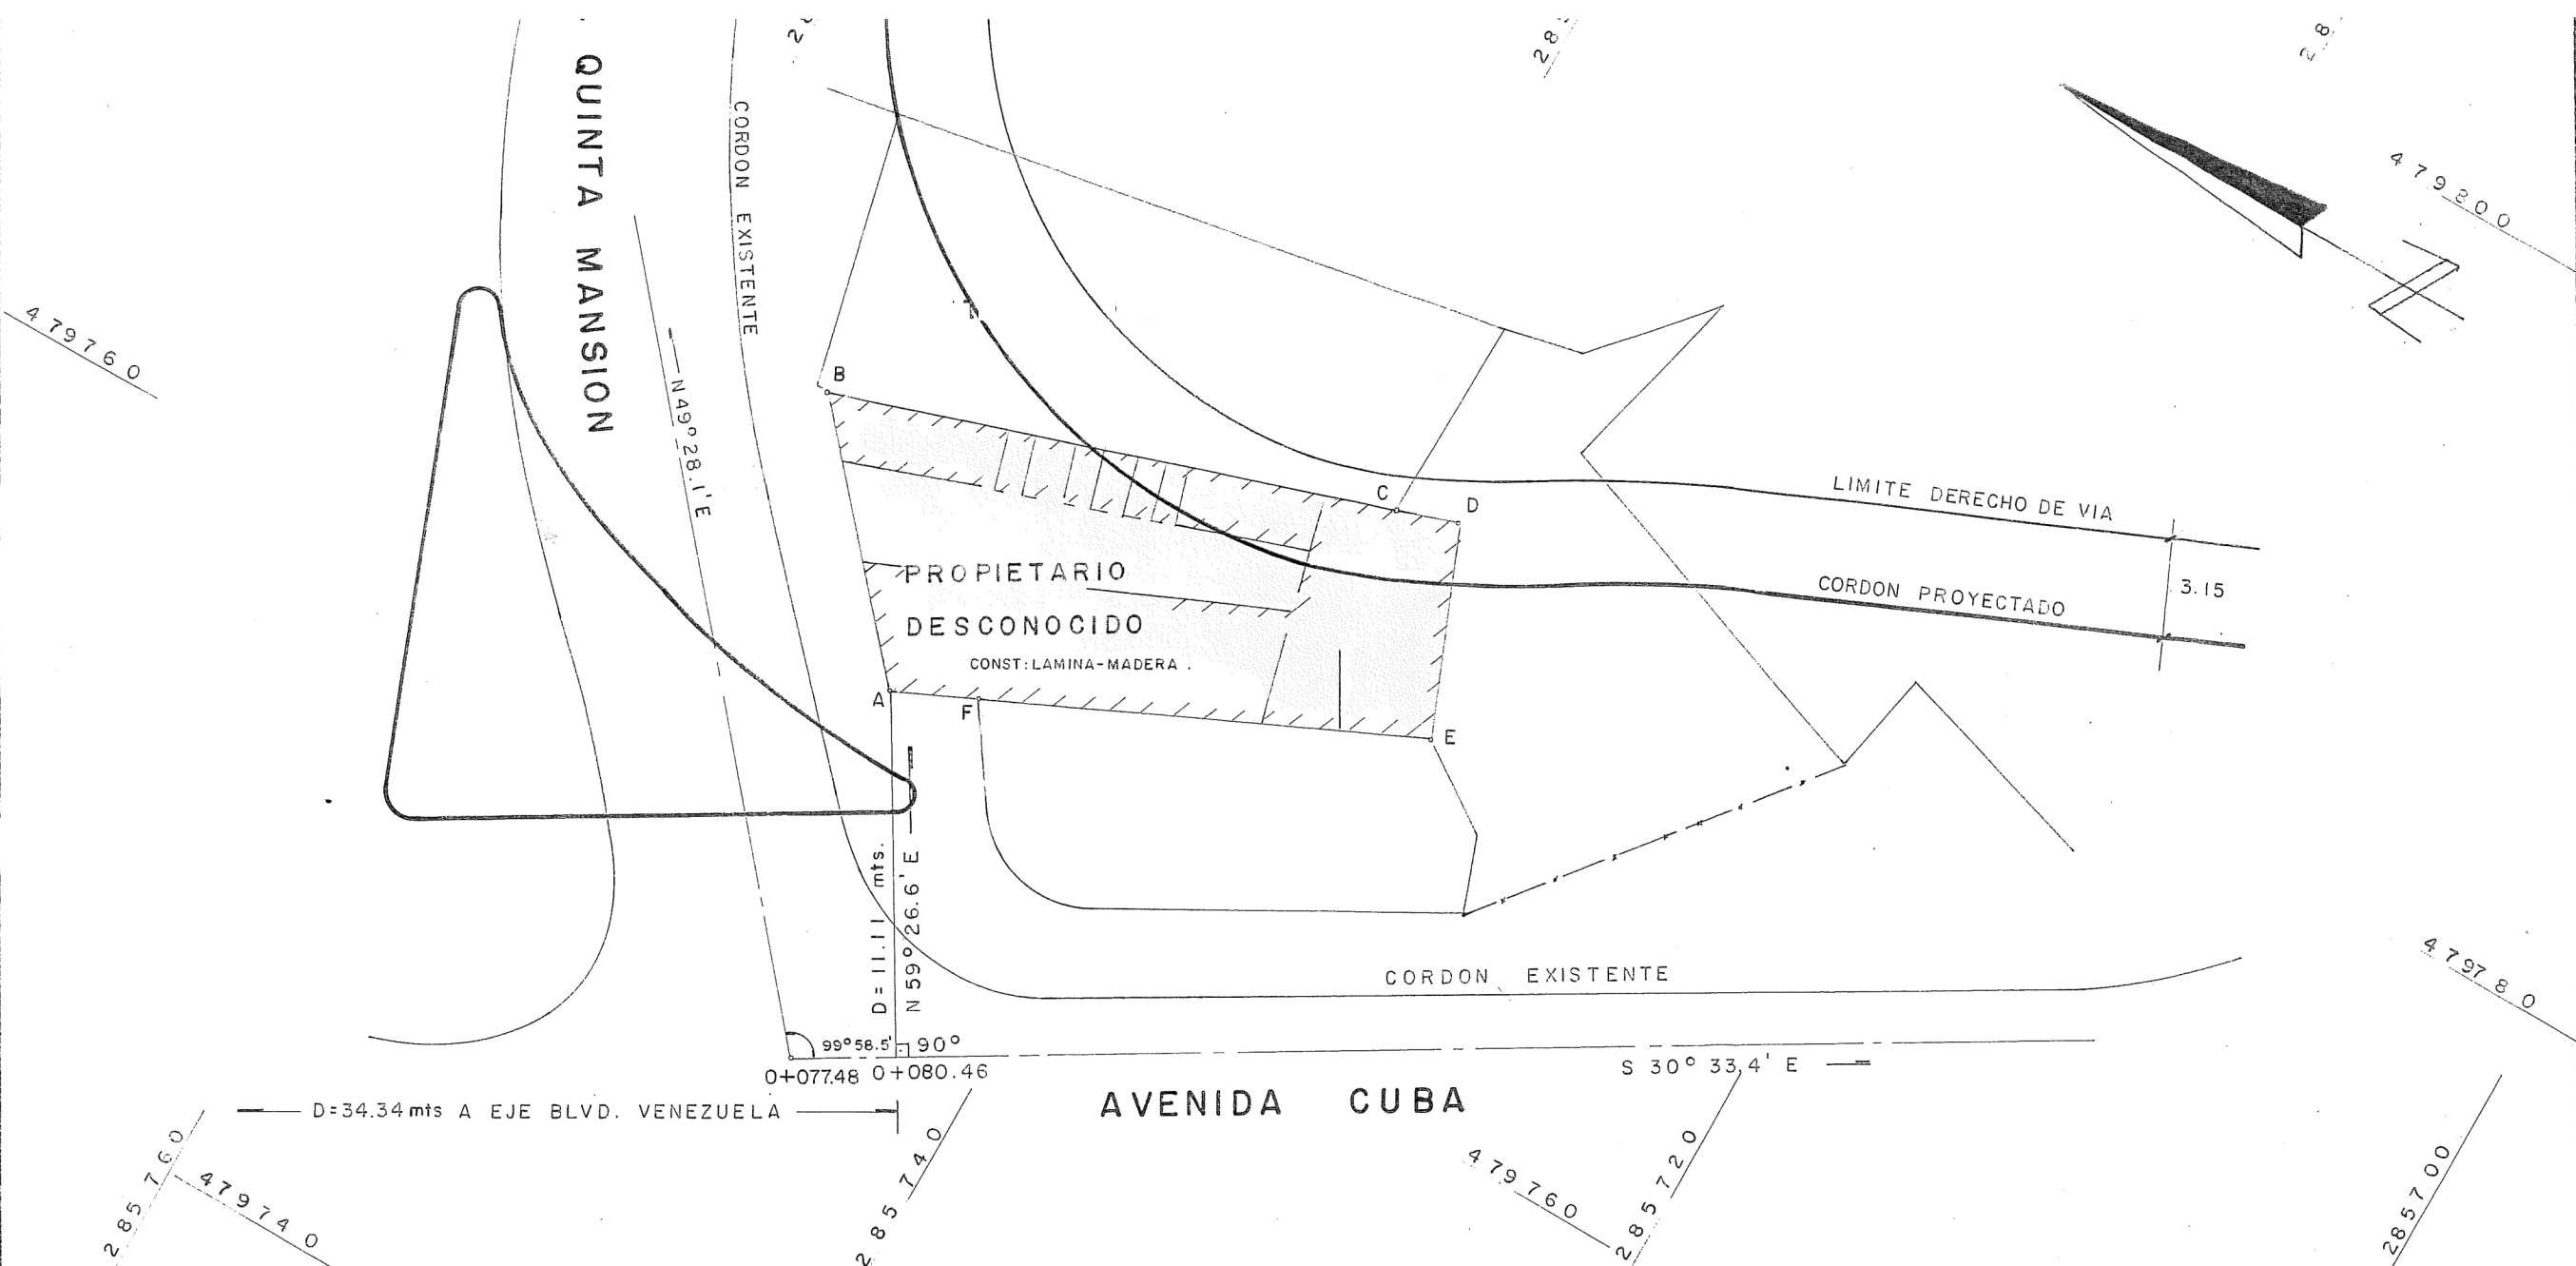 QUINTA MANSION
CORDON EXISTENTE
N 49° 28.1' E
28
28
479800
479760
B
C
D
LIMITE DERECHO DE VIA
CORDON PROYECTADO
3.15
PROPIETARIO
DESCONOCIDO
CONST: LAMINA-MADERA.
A
F
E
D= 11.11 mts.
N 59° 26.6' E
CORDON EXISTENTE
99°58.5'
90°
0+077.48
0+080.46
S 30° 33.4' E
D=34.34 mts A EJE BLVD. VENEZUELA
AVENIDA CUBA
479780
285760
479740
285740
479760
285720
285700
N